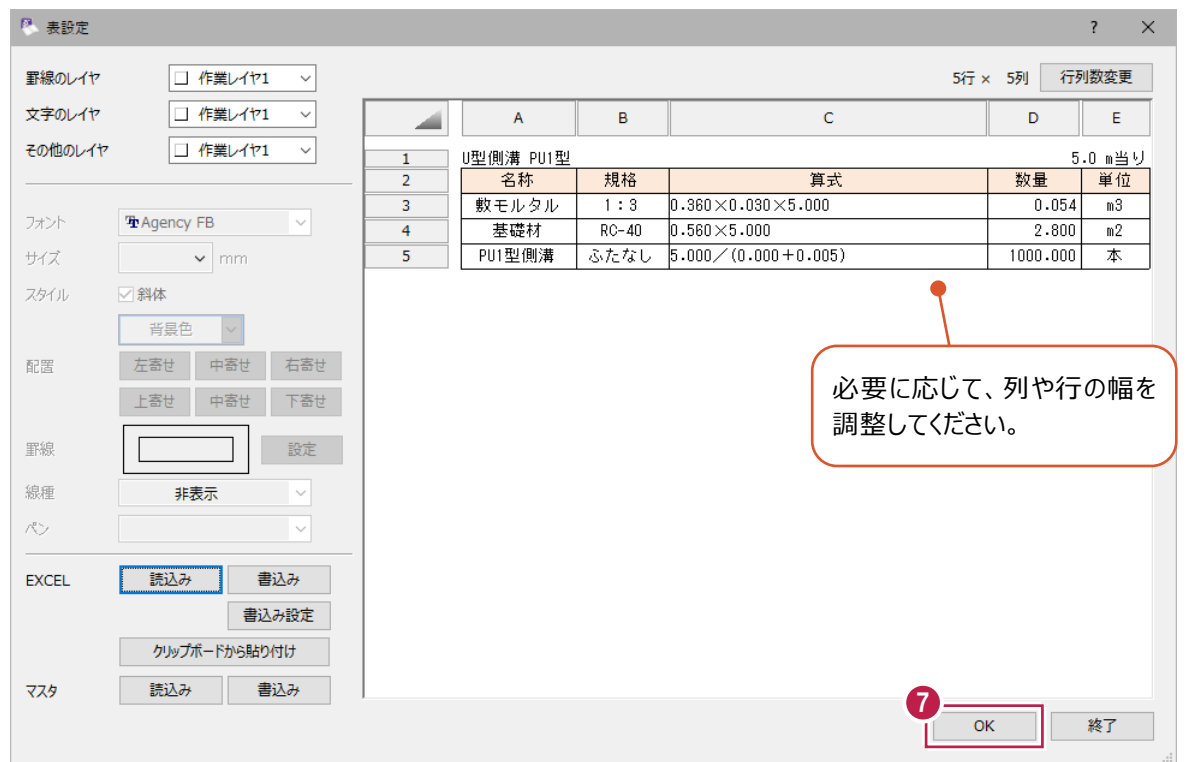 表設定
? ×
罫線のレイヤ 作業レイヤ1
文字のレイヤ 作業レイヤ1
その他のレイヤ 作業レイヤ1
フォント Agency FB
サイズ mm
スタイル 斜体
背景色
配置 左寄せ 中寄せ 右寄せ
上寄せ 中寄せ 下寄せ
罫線 設定
線種 非表示
ペン
EXCEL 読込み 書込み
書込み設定
クリップボードから貼り付け
マスタ 読込み 書込み
5行 × 5列 行列数変更
A B C D E
1 U型側溝 PU1型 5.0 m当り
2 名称 規格 算式 数量 単位
3 敷モルタル 1:3 0.360×0.030×5.000 0.054 m3
4 基礎材 RC-40 0.560×5.000 2.800 m2
5 PU1型側溝 ふたなし 5.000/(0.000+0.005) 1000.000 本
必要に応じて、列や行の幅を
調整してください。
7
OK 終了